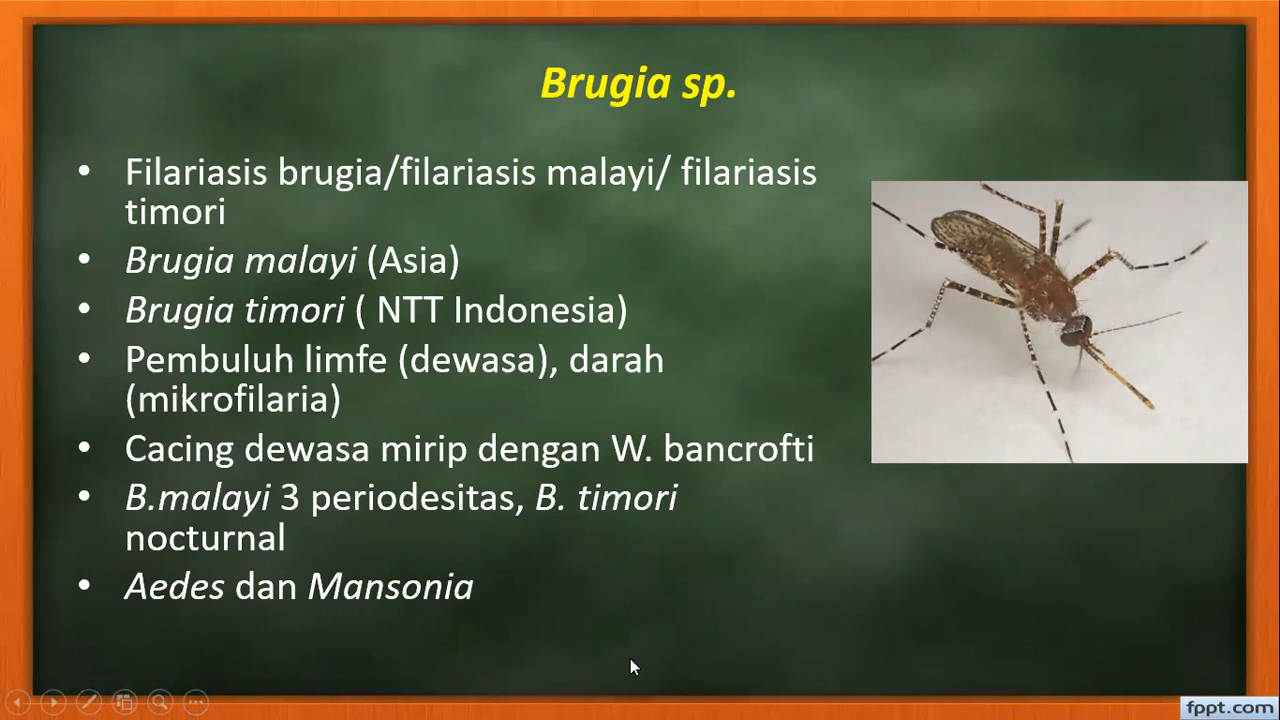 Brugia sp.
• Filariasis brugia/filariasis malayi/ filariasis
timori
• Brugia malayi (Asia)
• Brugia timori ( NTT Indonesia)
• Pembuluh limfe (dewasa), darah
(mikrofilaria)
• Cacing dewasa mirip dengan W. bancrofti
• B.malayi 3 periodesitas, B. timori
nocturnal
• Aedes dan Mansonia
fppt.com